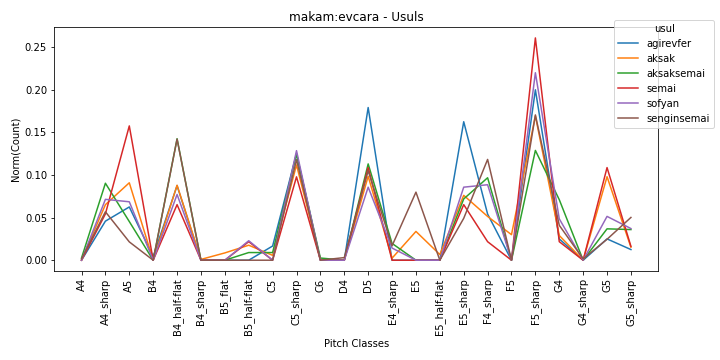 makam:evcara - Usuls
usul
agirevfer
aksak
aksaksemai
semai
sofyan
senginsemai
Norm(Count)
0.25
0.20
0.15
0.10
0.05
0.00
A4
A4_sharp
A5
B4
B4_half-flat
B4_sharp
B5_flat
B5_half-flat
C5
C5_sharp
C6
D4
D5
E4_sharp
E5
E5_half-flat
E5_sharp
F4_sharp
F5
F5_sharp
G4
G4_sharp
G5
G5_sharp
Pitch Classes